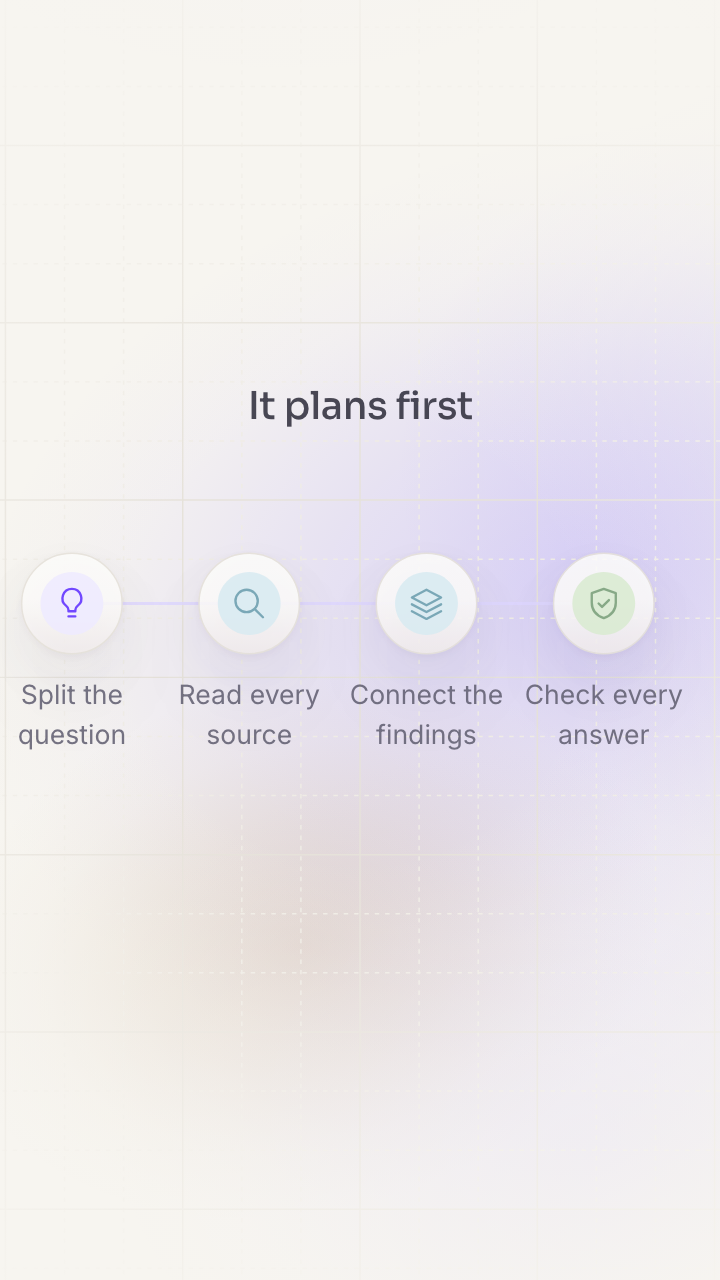 It plans first
Split the
question
Read every
source
Connect the
findings
Check every
answer